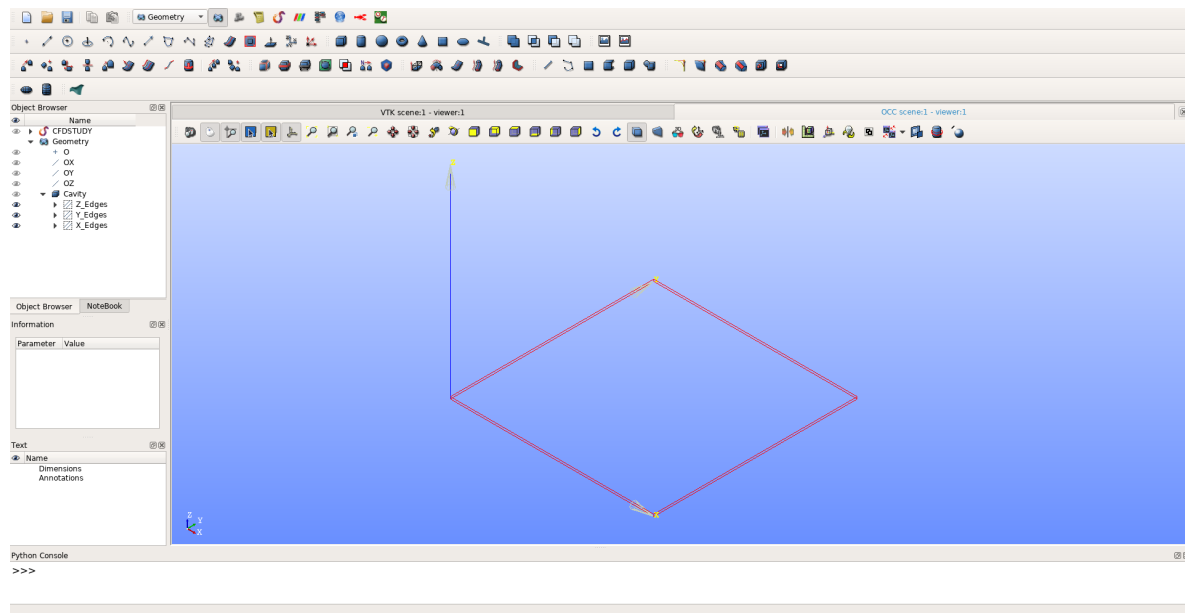 Geometry
Object Browser
Name
CFDSTUDY
Geometry
O
OX
OY
OZ
Cavity
Z_Edges
Y_Edges
X_Edges
Object Browser NoteBook
Information
Parameter Value
Text
Name
Dimensions
Annotations
VTK scene:1 - viewer:1 OCC scene:1 - viewer:1
Z
Y
X
Python Console
>>>